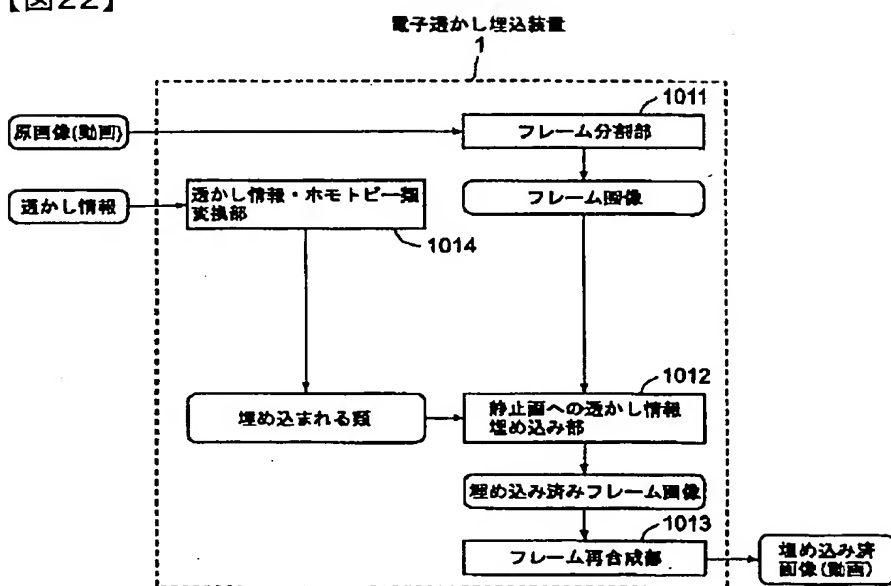 【図22】
電子透かし埋込装置
1
1011
原画像(動画)
フレーム分割部
透かし情報
透かし情報・ホモトピー類
変換部
フレーム画像
1014
1012
埋め込まれる類
静止画への透かし情報
埋め込み部
埋め込み済みフレーム画像
1013
フレーム再合成部
埋め込み済
画像(動画)